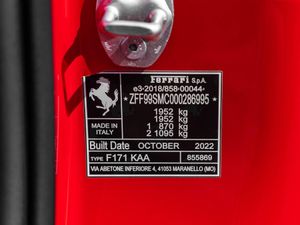 Ferrari S.p.A.
e3-2018/858-00044
*ZFF99SMC000286995*
1952 kg
1952 kg
1 870 kg
2 1095 kg
MADE IN
ITALY
Built Date OCTOBER 2022
TYPE F171 KAA 855869
VIA ABETONE INFERIORE 4, 41053 MARANELLO (MO)